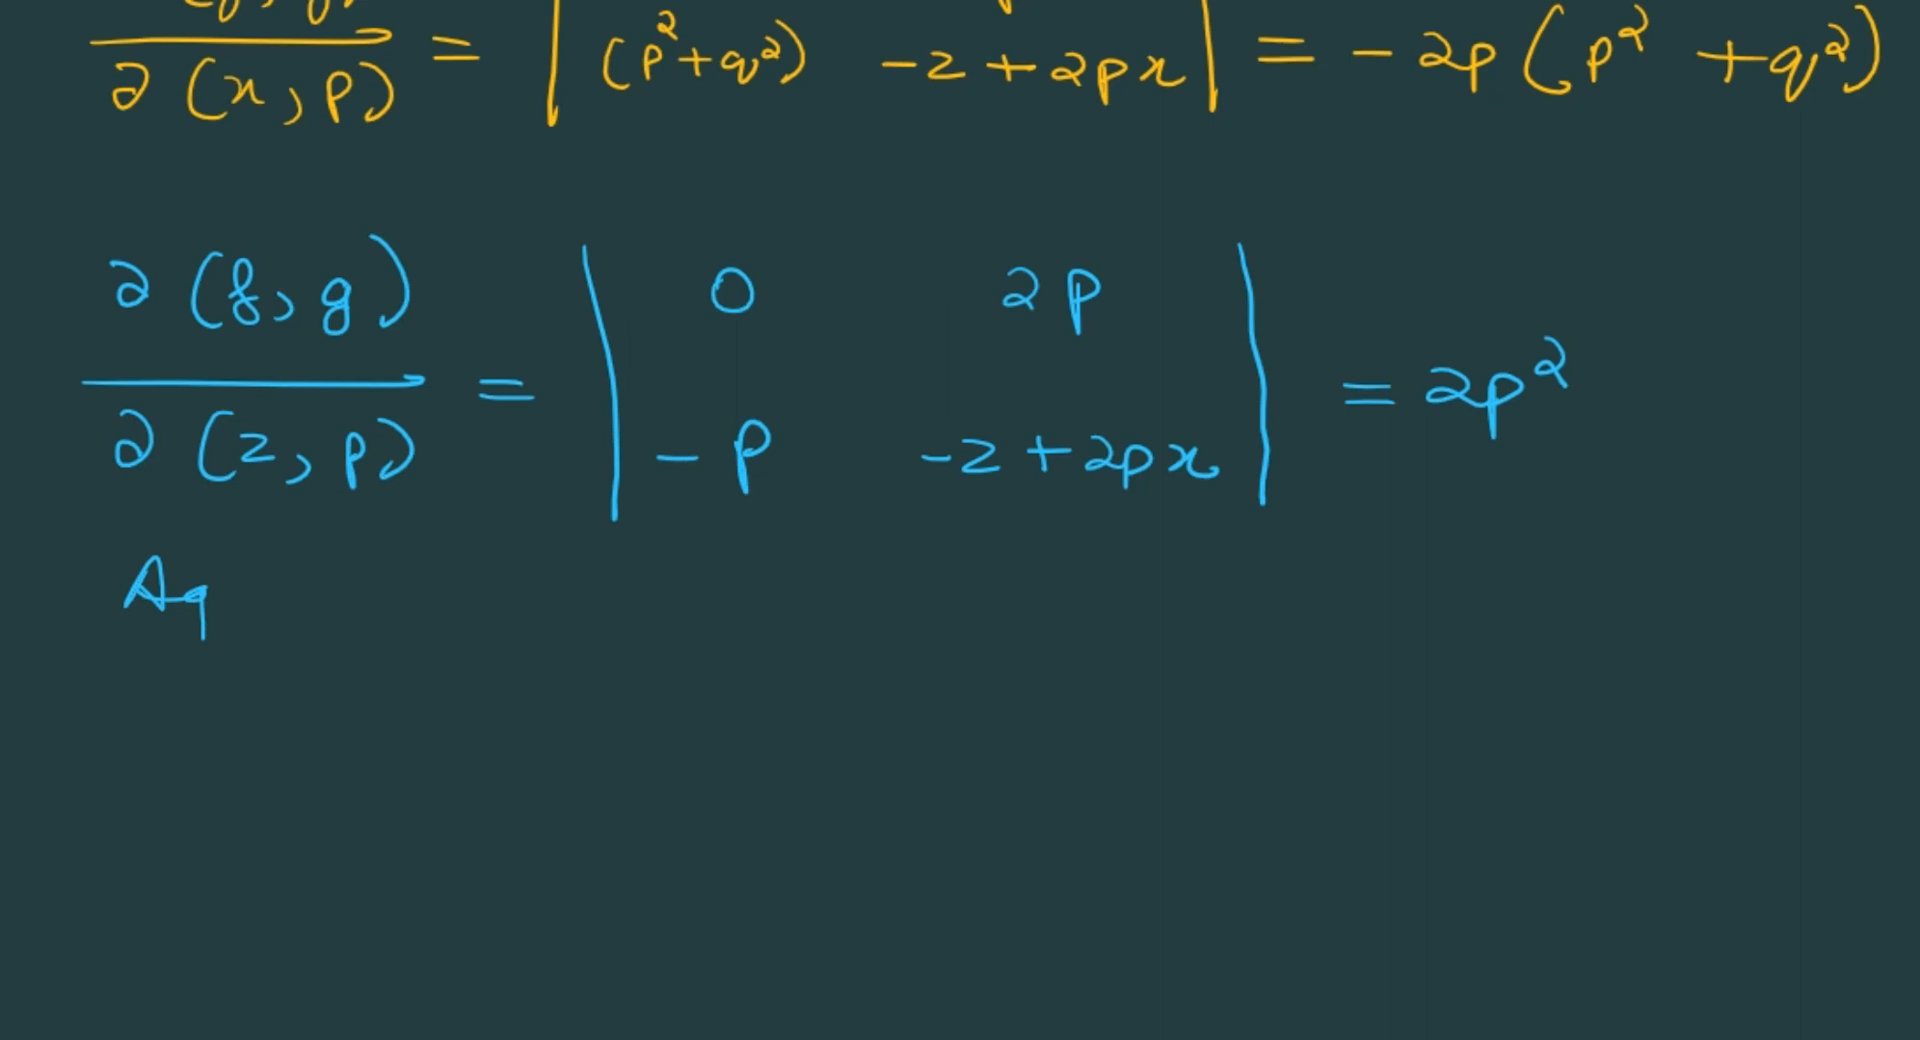 ∂(x, p) = | (p²+q²) -z+2px | = -2p(p²+q²)
∂(f, g) / ∂(z, p) = | 0 2p |
| -p -z+2px | = 2p²
Aq